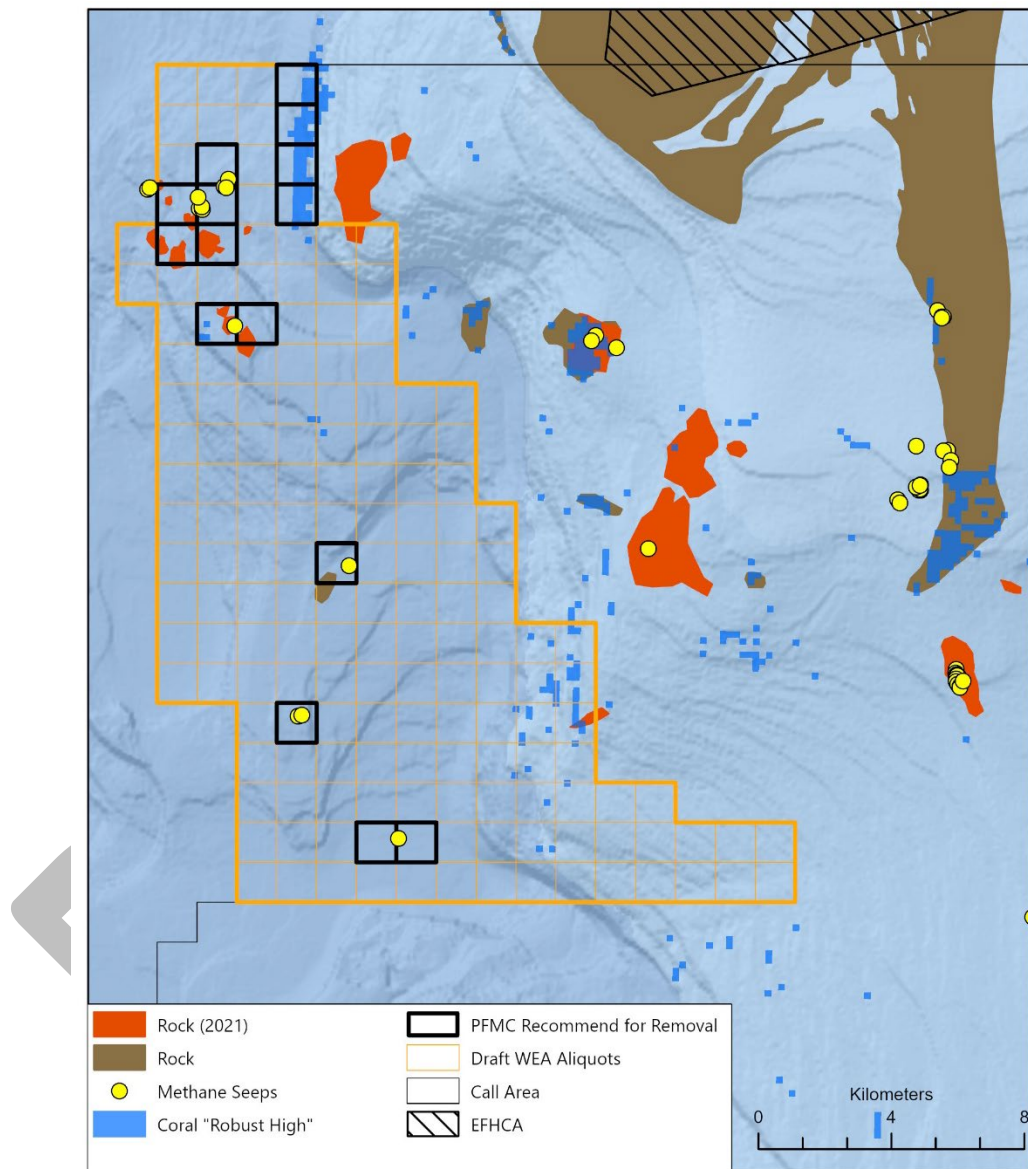 Rock (2021)
Rock
Methane Seeps
Coral "Robust High"
PFMC Recommend for Removal
Draft WEA Aliquots
Call Area
EFHCA
Kilometers
0 4 8